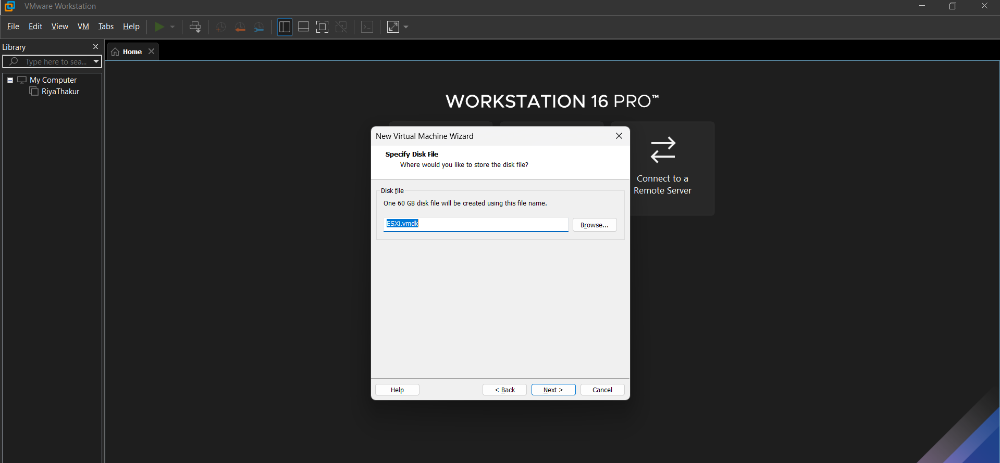 VMware Workstation
File Edit View VM Tabs Help
Library
Type here to sea...
Home
My Computer
RiyaThakur
WORKSTATION 16 PRO™
New Virtual Machine Wizard
Specify Disk File
Where would you like to store the disk file?
Disk file
One 60 GB disk file will be created using this file name.
ESXi.vmdk
Browse...
Connect to a
Remote Server
Help
< Back
Next >
Cancel